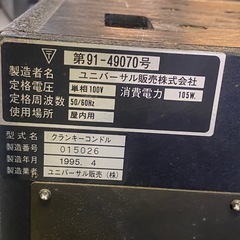 第91-49070号
製造者名 ユニバーサル販売株式会社
定格電圧 単相100V 消費電力 105W.
定格周波数 50/60Hz
使用場所 屋内用
型式名 クランキーコンドル
製造番号 015026
製造年月 1995. 4
製造業者 ユニバーサル販売（株）